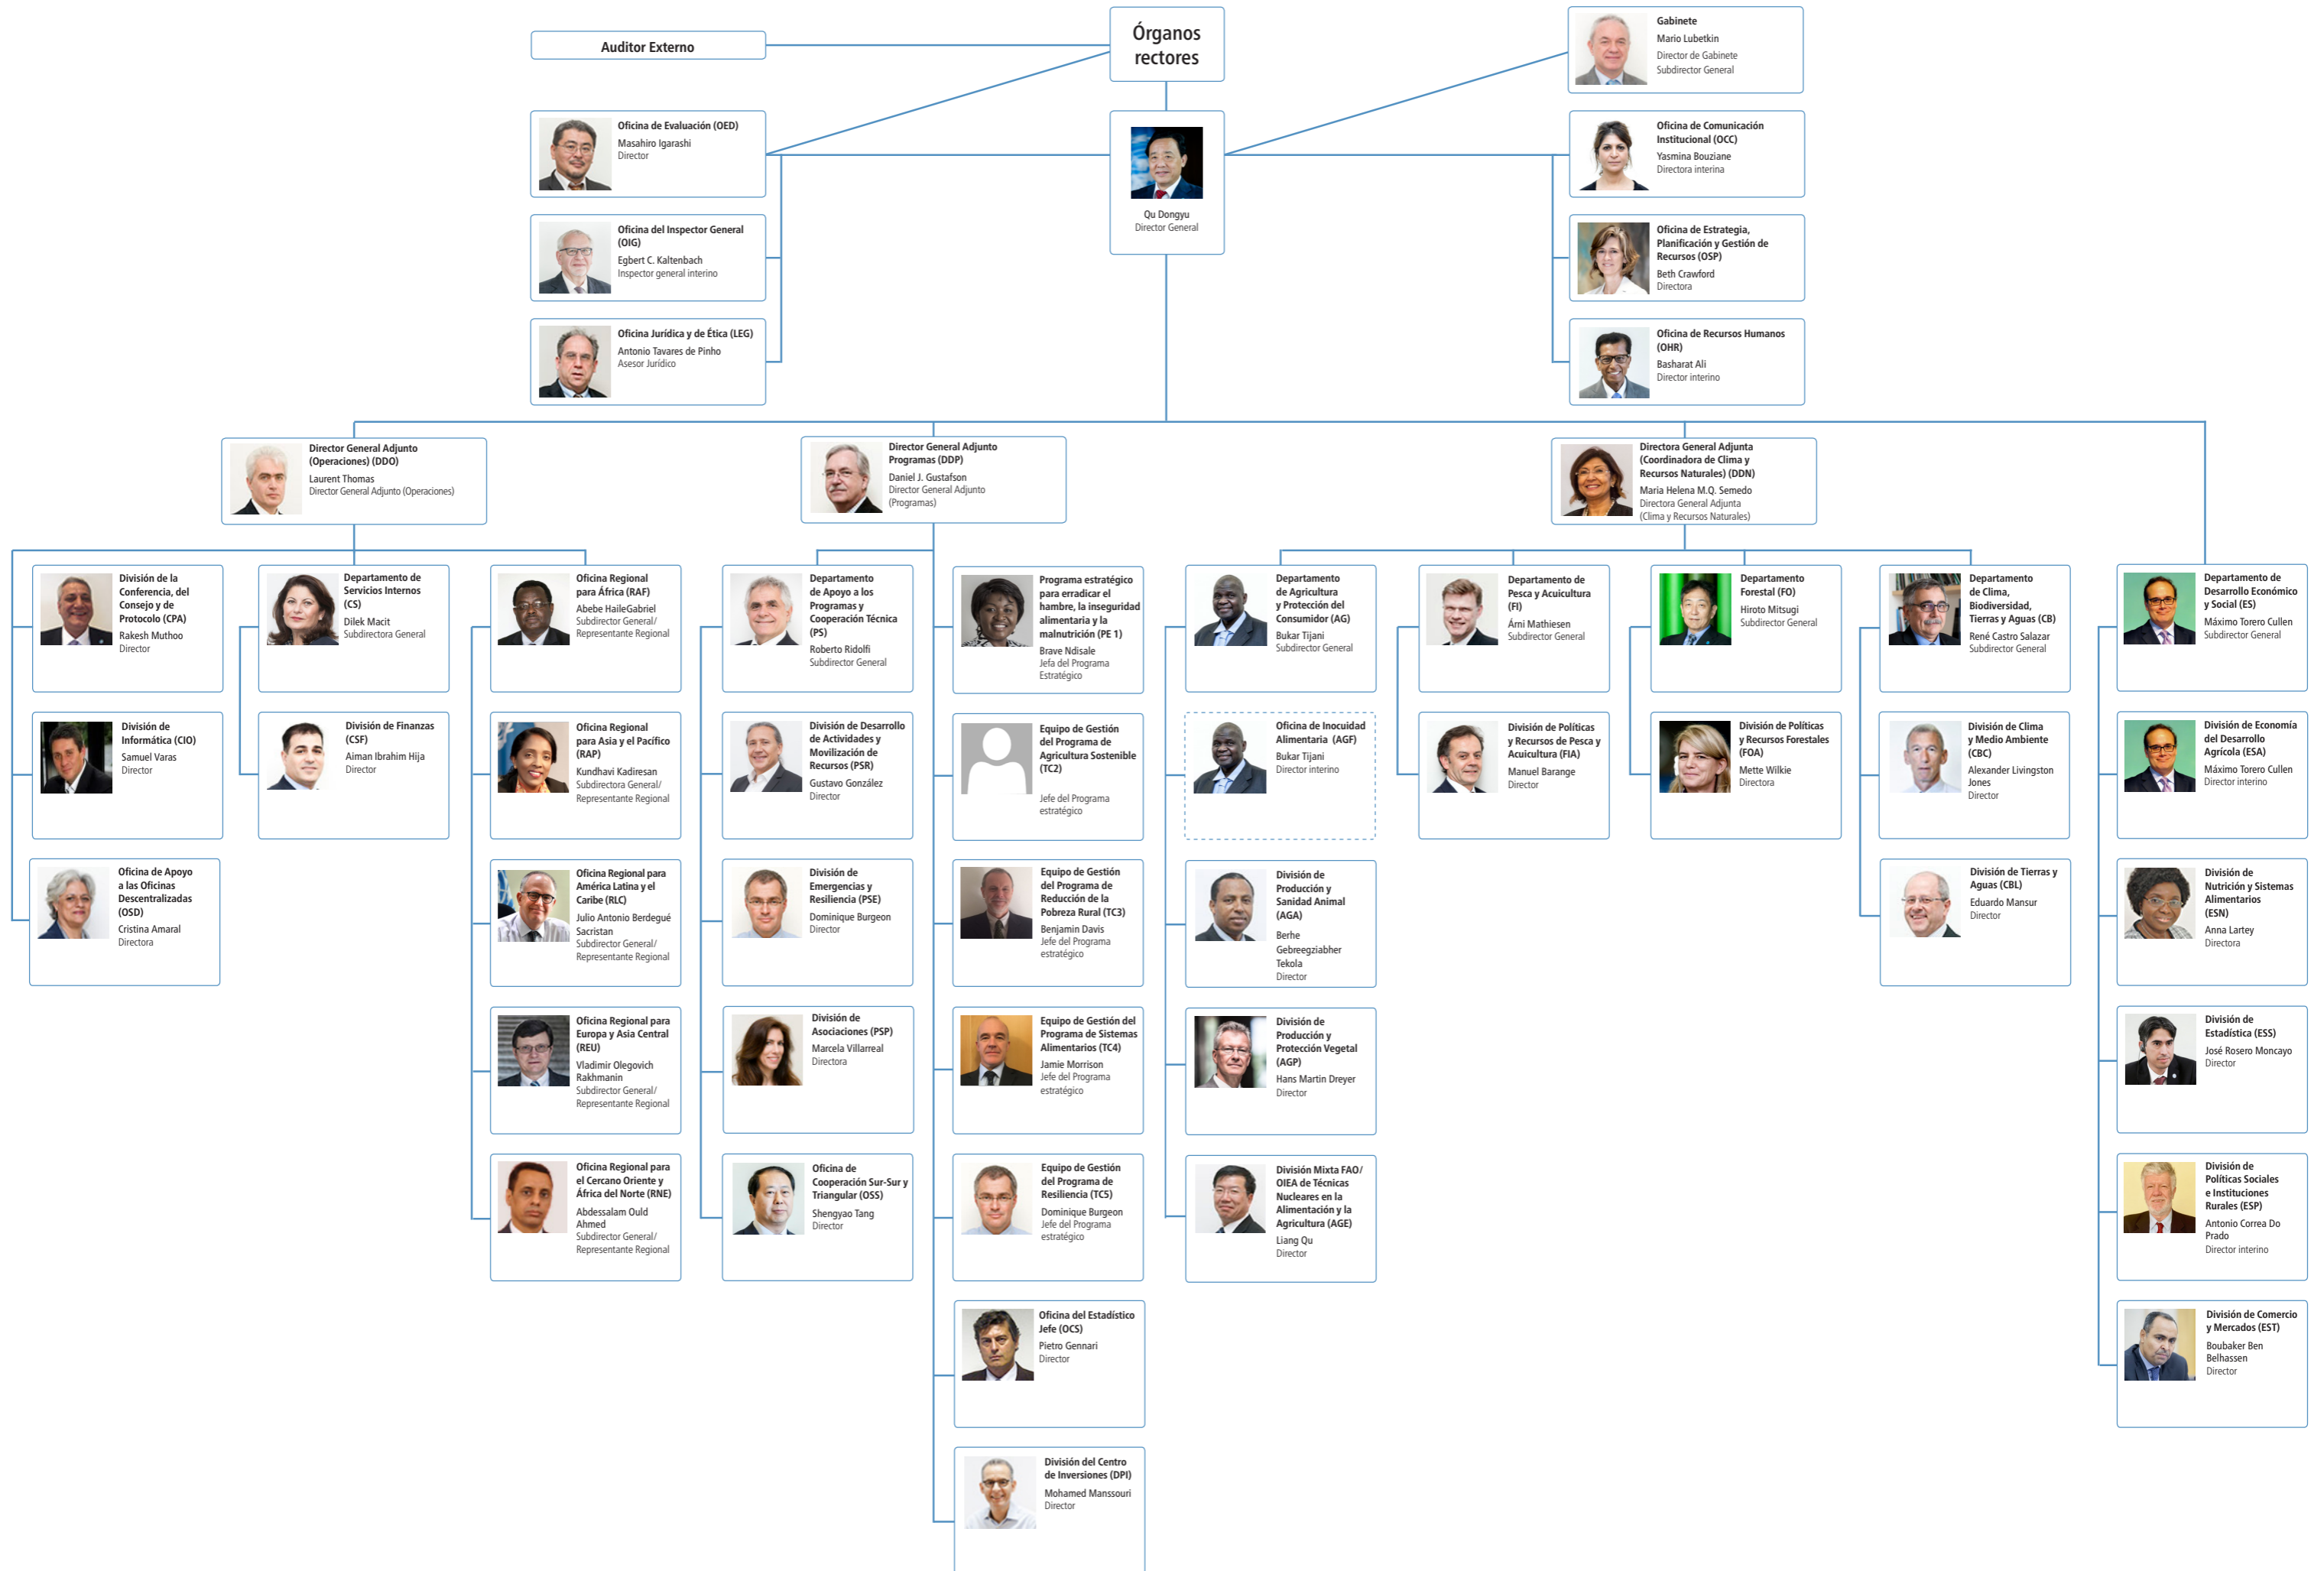 Auditor Externo
Órganos
rectores
Gabinete
Mario Lubetkin
Director de Gabinete
Subdirector General
Oficina de Evaluación (OED)
Masahiro Igarashi
Director
Qu Dongyu
Director General
Oficina de Comunicación
Institucional (OCC)
Yasmina Bouziane
Directora interina
Oficina del Inspector General
(OIG)
Egbert C. Kaltenbach
Inspector general interino
Oficina de Estrategia,
Planificación y Gestión de
Recursos (OSP)
Beth Crawford
Directora
Oficina Jurídica y de Ética (LEG)
Antonio Tavares de Pinho
Asesor Jurídico
Oficina de Recursos Humanos
(OHR)
Basharat Ali
Director interino
Director General Adjunto
(Operaciones) (DDO)
Laurent Thomas
Director General Adjunto (Operaciones)
Director General Adjunto
Programas (DDP)
Daniel J. Gustafson
Director General Adjunto
(Programas)
Directora General Adjunta
(Coordinadora de Clima y
Recursos Naturales) (DDN)
Maria Helena M.Q. Semedo
Directora General Adjunta
(Clima y Recursos Naturales)
División de la
Conferencia, del
Consejo y de
Protocolo (CPA)
Rakesh Muthoo
Director
División de
Informática (CIO)
Samuel Varas
Director
Oficina de Apoyo
a las Oficinas
Descentralizadas
(OSD)
Cristina Amaral
Directora
Departamento de
Servicios Internos
(CS)
Dilek Macit
Subdirectora General
División de Finanzas
(CSF)
Aiman Ibrahim Hija
Director
Oficina Regional
para África (RAF)
Abebe HaileGabriel
Subdirector General/
Representante Regional
Oficina Regional
para Asia y el Pacífico
(RAP)
Kundhavi Kadiresan
Subdirectora General/
Representante Regional
Oficina Regional para
América Latina y el
Caribe (RLC)
Julio Antonio Berdegué
Sacristan
Subdirector General/
Representante Regional
Oficina Regional para
Europa y Asia Central
(REU)
Vladimir Olegovich
Rakhmanin
Subdirector General/
Representante Regional
Oficina Regional para
el Cercano Oriente y
África del Norte (RNE)
Abdessalam Ould
Ahmed
Subdirector General/
Representante Regional
Departamento
de Apoyo a los
Programas y
Cooperación Técnica
(PS)
Roberto Ridolfi
Subdirector General
División de Desarrollo
de Actividades y
Movilización de
Recursos (PSR)
Gustavo González
Director
División de
Emergencias y
Resiliencia (PSE)
Dominique Burgeon
Director
División de
Asociaciones (PSP)
Marcela Villarreal
Directora
Oficina de
Cooperación Sur-Sur y
Triangular (OSS)
Shengyao Tang
Director
Programa estratégico
para erradicar el
hambre, la inseguridad
alimentaria y la
malnutrición (PE 1)
Brave Ndisale
Jefa del Programa
Estratégico
Equipo de Gestión
del Programa de
Agricultura Sostenible
(TC2)
Jefe del Programa
estratégico
Equipo de Gestión
del Programa de
Reducción de la
Pobreza Rural (TC3)
Benjamin Davis
Jefe del Programa
estratégico
Equipo de Gestión del
Programa de Sistemas
Alimentarios (TC4)
Jamie Morrison
Jefe del Programa
estratégico
Equipo de Gestión
del Programa de
Resiliencia (TC5)
Dominique Burgeon
Jefe del Programa
estratégico
Oficina del Estadístico
Jefe (OCS)
Pietro Gennari
Director
División del Centro
de Inversiones (DPI)
Mohamed Manssouri
Director
Departamento
de Agricultura
y Protección del
Consumidor (AG)
Bukar Tijani
Subdirector General
Oficina de Inocuidad
Alimentaria (AGF)
Bukar Tijani
Director interino
División de
Producción y
Sanidad Animal
(AGA)
Berhe
Gebreegziabher
Tekola
Director
División de
Producción y
Protección Vegetal
(AGP)
Hans Martin Dreyer
Director
División Mixta FAO/
OIEA de Técnicas
Nucleares en la
Alimentación y la
Agricultura (AGE)
Liang Qu
Director
Departamento de
Pesca y Acuicultura
(FI)
Árni Mathiesen
Subdirector General
División de Políticas
y Recursos de Pesca y
Acuicultura (FIA)
Manuel Barange
Director
Departamento
Forestal (FO)
Hiroto Mitsugi
Subdirector General
División de Políticas
y Recursos Forestales
(FOA)
Mette Wilkie
Directora
Departamento
de Clima,
Biodiversidad,
Tierras y Aguas (CB)
René Castro Salazar
Subdirector General
División de Clima
y Medio Ambiente
(CBC)
Alexander Livingston
Jones
Director
División de Tierras y
Aguas (CBL)
Eduardo Mansur
Director
Departamento de
Desarrollo Económico
y Social (ES)
Máximo Torero Cullen
Subdirector General
División de Economía
del Desarrollo
Agrícola (ESA)
Máximo Torero Cullen
Director interino
División de
Nutrición y Sistemas
Alimentarios
(ESN)
Anna Lartey
Directora
División de
Estadística (ESS)
José Rosero Moncayo
Director
División de
Políticas Sociales
e Instituciones
Rurales (ESP)
Antonio Correa Do
Prado
Director interino
División de Comercio
y Mercados (EST)
Boubaker Ben
Belhassen
Director